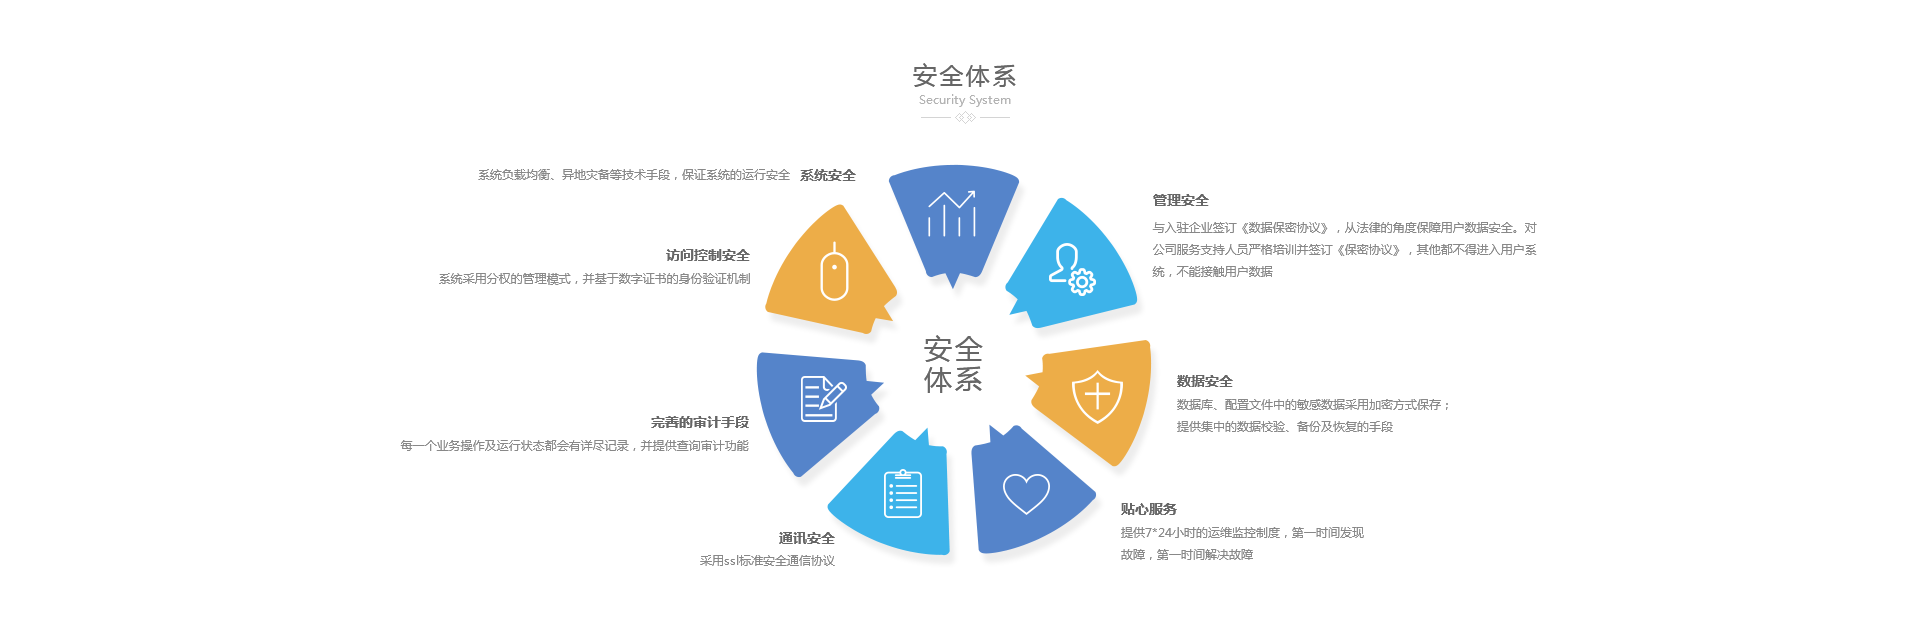 安全体系
Security System
系统负载均衡、异地灾备等技术手段，保证系统的运行安全 系统安全
管理安全
与入驻企业签订《数据保密协议》，从法律的角度保障用户数据安全。对
公司服务支持人员严格培训并签订《保密协议》，其他都不得进入用户系
统，不能接触用户数据
访问控制安全
系统采用分权的管理模式，并基于数字证书的身份验证机制
安全
体系
数据安全
数据库、配置文件中的敏感数据采用加密方式保存；
提供集中的数据校验、备份及恢复的手段
完善的审计手段
每一个业务操作及运行状态都会有详尽记录，并提供查询审计功能
贴心服务
提供7*24小时的运维监控制度，第一时间发现
故障，第一时间解决故障
通讯安全
采用ssl标准安全通信协议